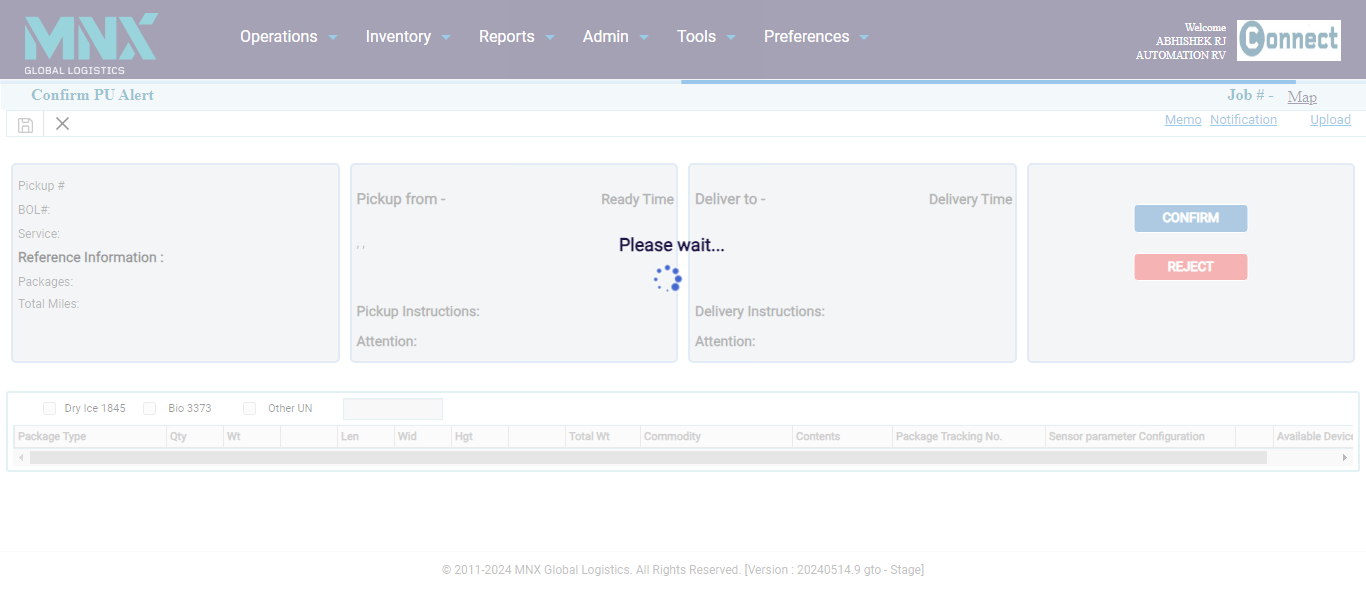 MNX
GLOBAL LOGISTICS
Operations Inventory Reports Admin Tools Preferences
Welcome
ABHISHEK RJ
AUTOMATION RV
Connect
Confirm PU Alert
Job # - Map
Memo Notification Upload
Pickup #
BOL#:
Service:
Reference Information :
Packages:
Total Miles:
Pickup from - Ready Time
, ,
Pickup Instructions:
Attention:
Deliver to - Delivery Time
Delivery Instructions:
Attention:
CONFIRM
REJECT
Please wait...
Dry Ice 1845 Bio 3373 Other UN
Package Type Qty Wt Len Wid Hgt Total Wt Commodity Contents Package Tracking No. Sensor parameter Configuration Available Device
© 2011-2024 MNX Global Logistics. All Rights Reserved. [Version : 20240514.9 gto - Stage]